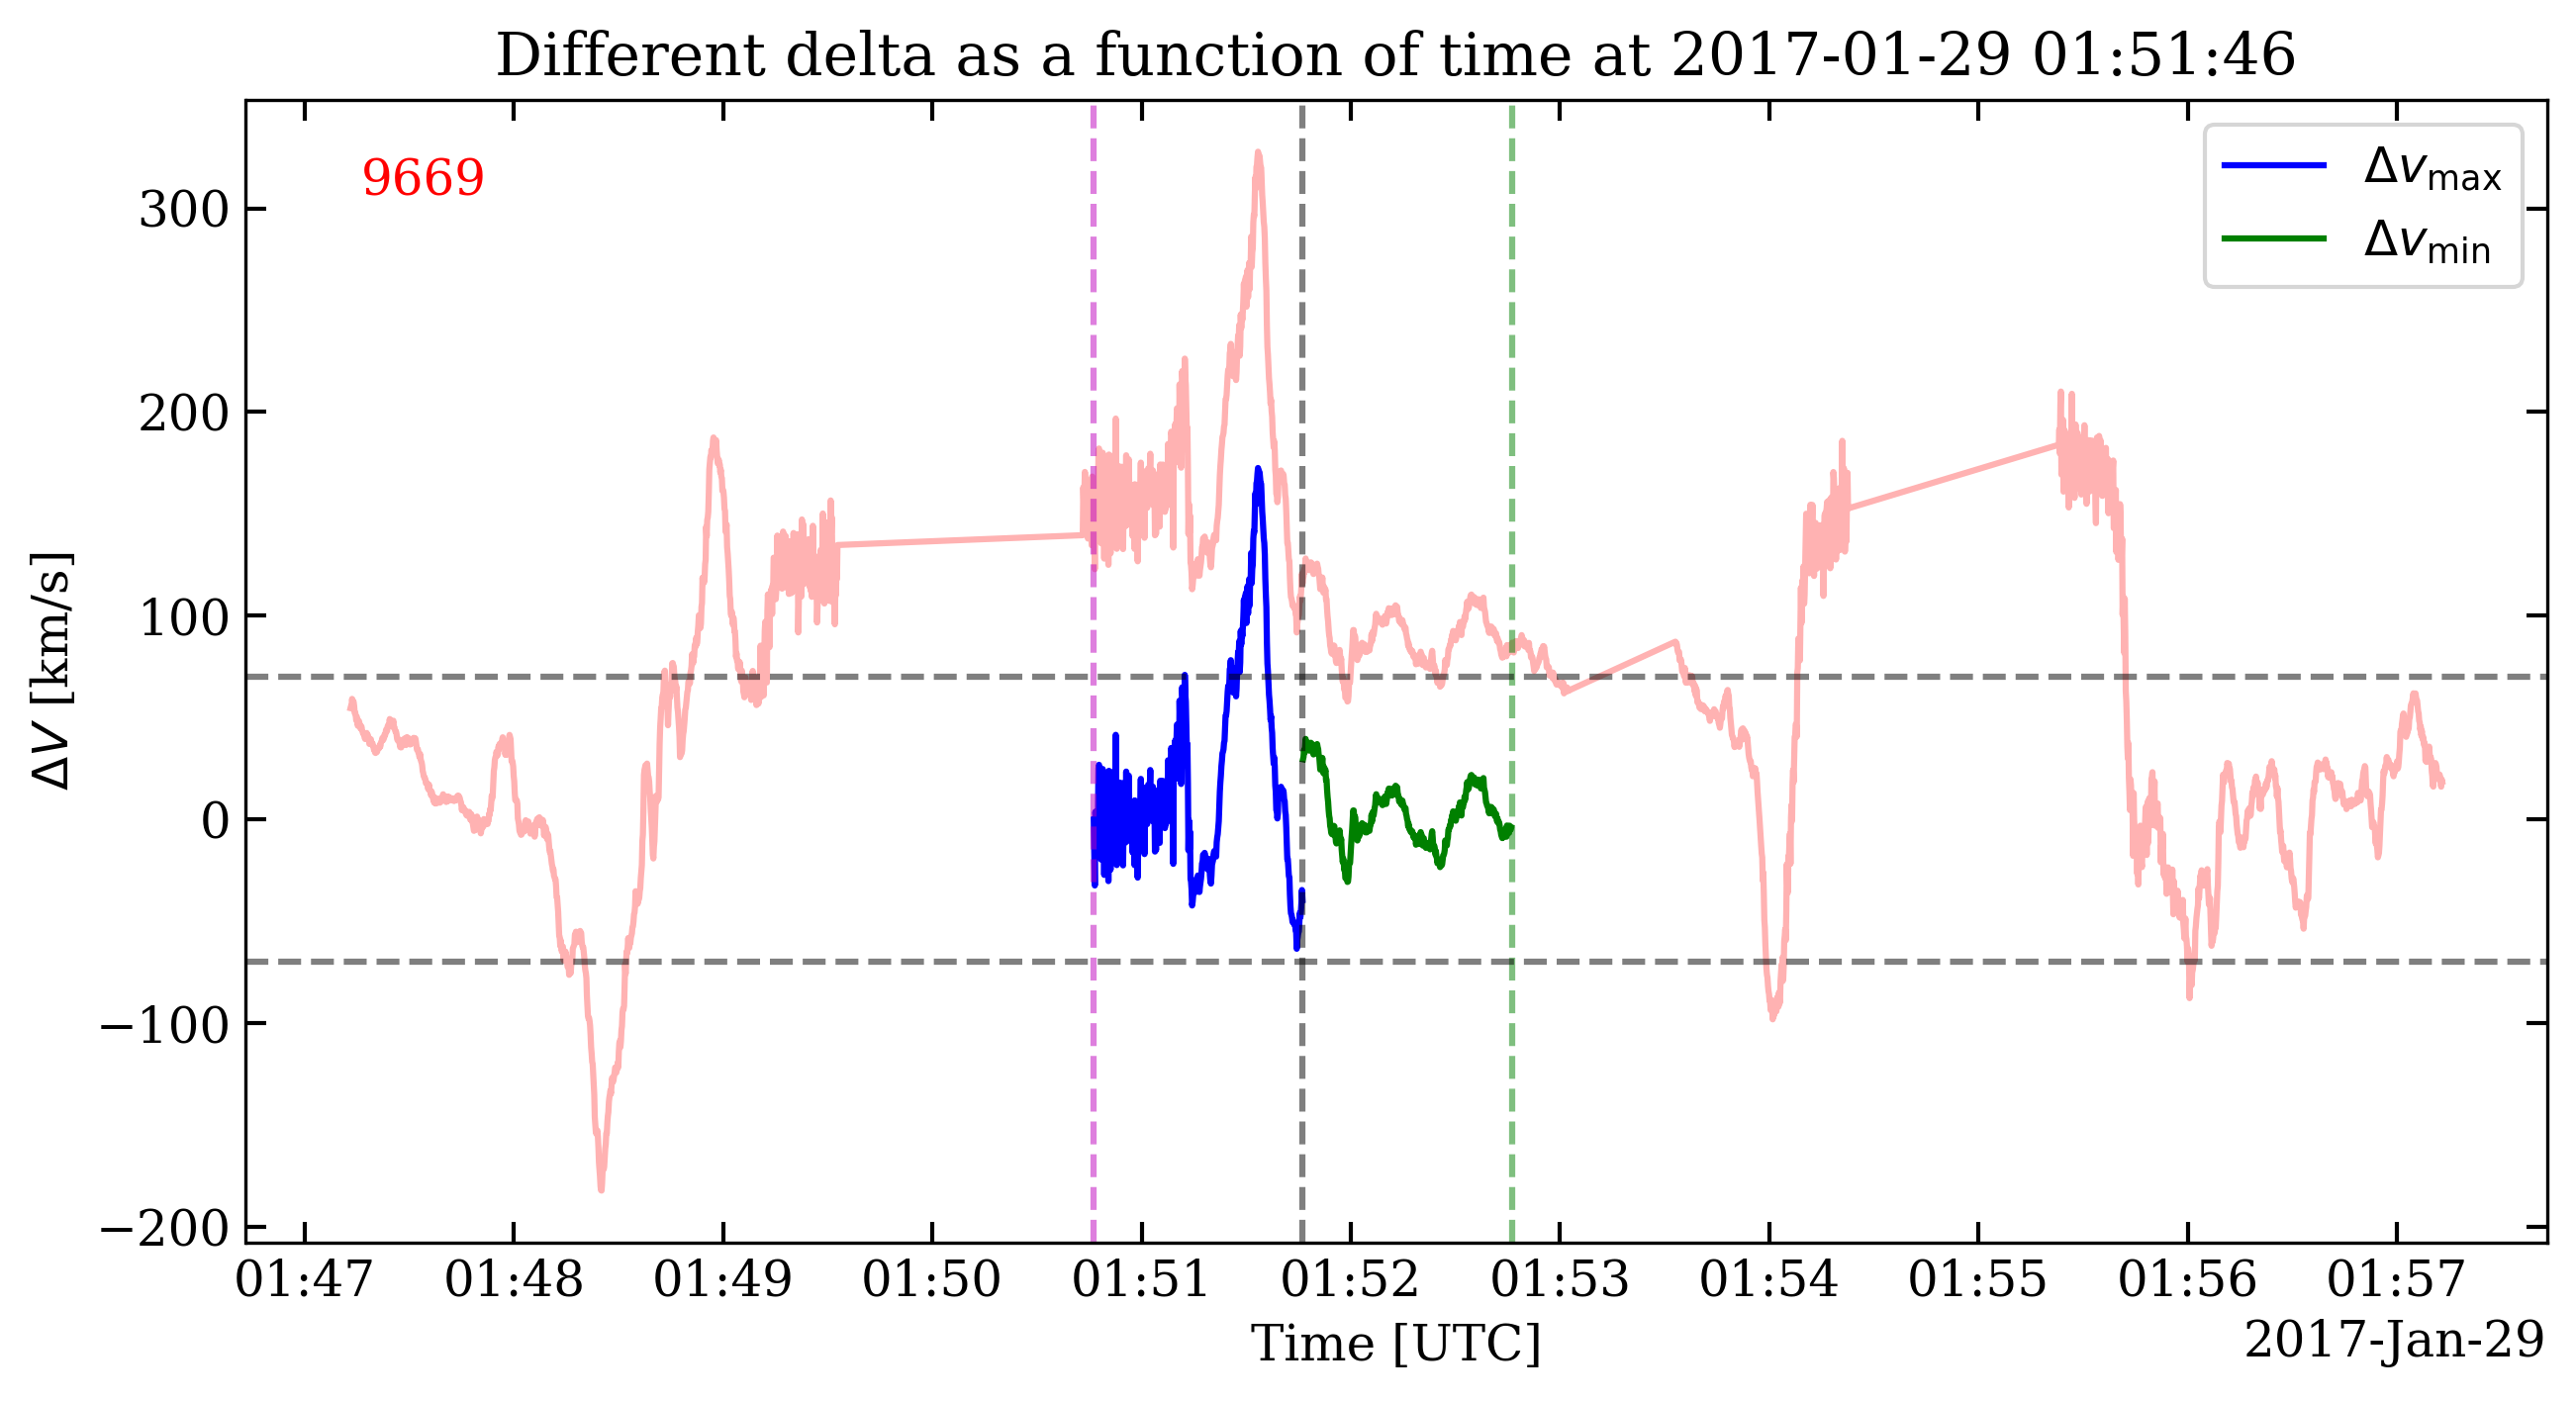 Different delta as a function of time at 2017-01-29 01:51:46
9669
Δv_max
Δv_min
300
200
100
0
−100
−200
ΔV [km/s]
01:47 01:48 01:49 01:50 01:51 01:52 01:53 01:54 01:55 01:56 01:57
Time [UTC]
2017-Jan-29